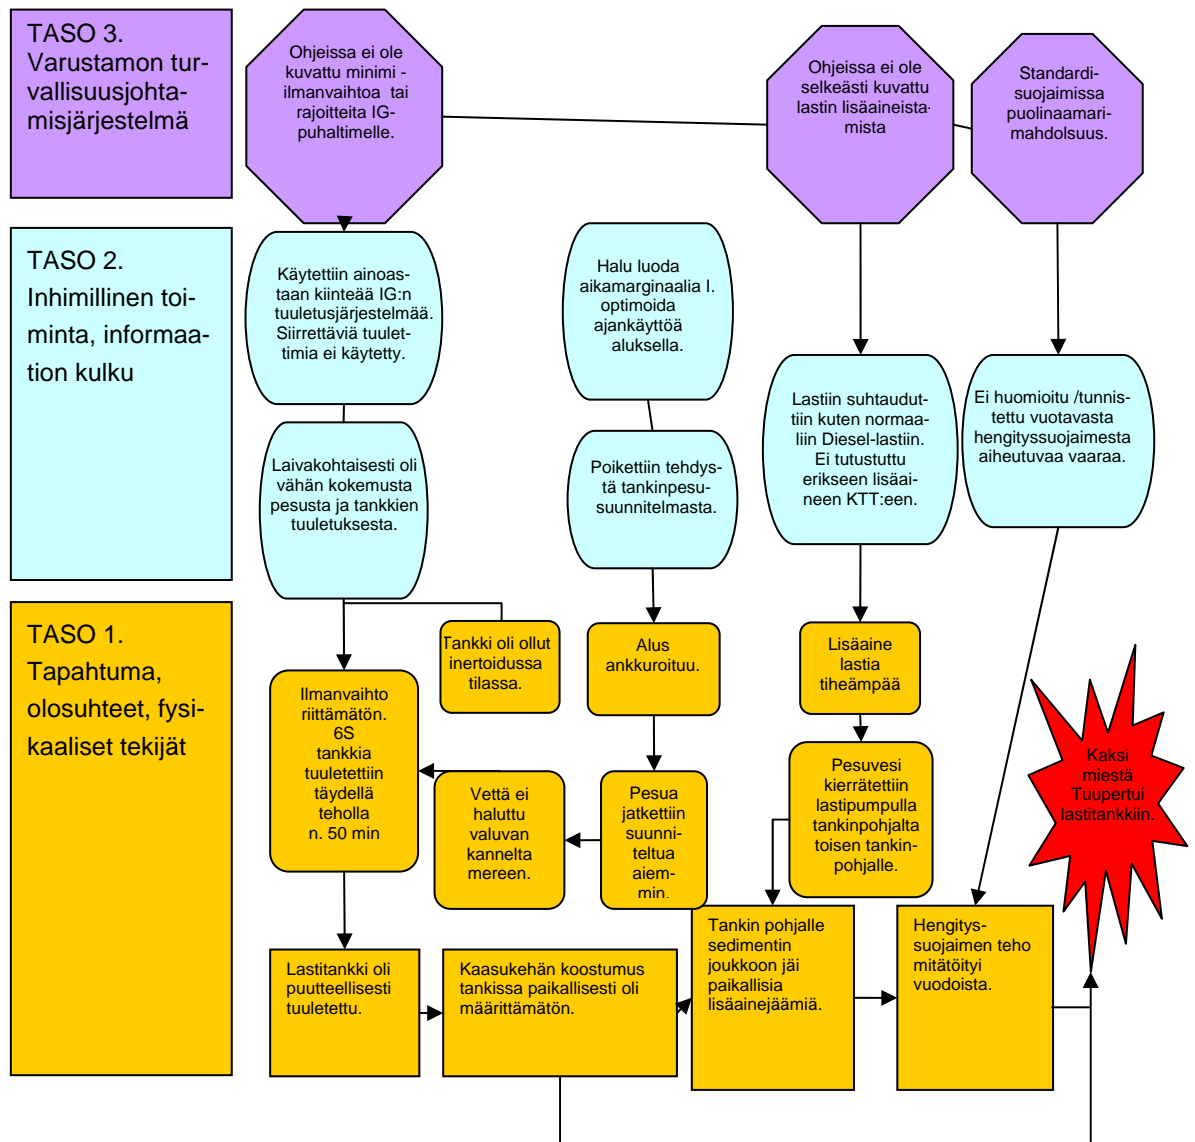 TASO 3.
Varustamon tur-
vallisuusjohta-
misjärjestelmä
Ohjeissa ei ole
kuvattu minimi -
ilmanvaihtoa tai
rajoitteita IG-
puhaltimelle.
Ohjeissa ei ole
selkeästi kuvattu
lastin lisäaineista-
mista
Standardi-
suojaimissa
puolinaamari-
mahdolsuus.
TASO 2.
Inhimillinen toi-
minta, informaa-
tion kulku
Käytettiin ainoas-
taan kiinteää IG:n
tuuletusjärjestelmää.
Siirrettäviä tuulet-
timia ei käytetty.
Halu luoda
aikamarginaalia l.
optimoida
ajankäyttöä
aluksella.
Lastiin suhtaudut-
tiin kuten normaa-
liin Diesel-lastiin.
Ei tutustuttu
erikseen lisäai-
neen KTT:een.
Ei huomioitu /tunnis-
tettu vuotavasta
hengityssuojaimesta
aiheutuvaa vaaraa.
Laivakohtaisesti oli
vähän kokemusta
pesusta ja tankkien
tuuletuksesta.
Poikettiin tehdys-
tä tankinpesu-
suunnitelmasta.
TASO 1.
Tapahtuma,
olosuhteet, fysi-
kaaliset tekijät
Tankki oli ollut
inertoidussa
tilassa.
Alus
ankkuroituu.
Lisäaine
lastia
tiheämpää
Ilmanvaihto
riittämätön.
6S
tankkia
tuuletettiin
täydellä
teholla
n. 50 min
Vettä ei
haluttu
valuvan
kannelta
mereen.
Pesua
jatkettiin
suunni-
teltua
aiem-
min.
Pesuvesi
kierrätettiin
lastipumpulla
tankinpohjalta
toisen tankin-
pohjalle.
Kaksi
miestä
Tuupertui
lastitankkiin.
Lastitankki oli
puutteellisesti
tuuletettu.
Kaasukehän koostumus
tankissa paikallisesti oli
määrittämätön.
Tankin pohjalle
sedimentin
joukkoon jäi
paikallisia
lisäainejäämiä.
Hengitys-
suojaimen teho
mitätöityi
vuodoista.